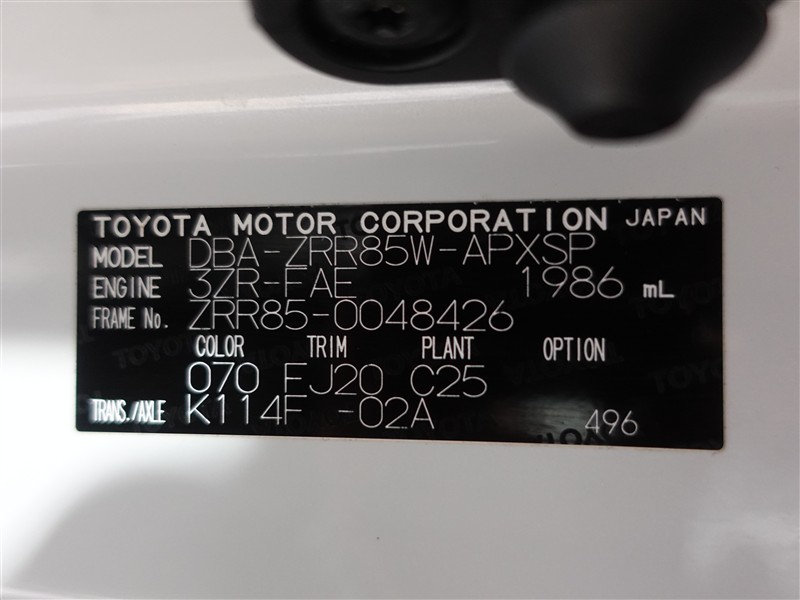 TOYOTA MOTOR CORPORATION JAPAN
MODEL DBA-ZRR85W-APXSP
ENGINE 3ZR-FAE 1986 mL
FRAME No. ZRR85-0048426
COLOR TRIM PLANT OPTION
070 FJ20 C25
TRANS./AXLE K114F -02A 496